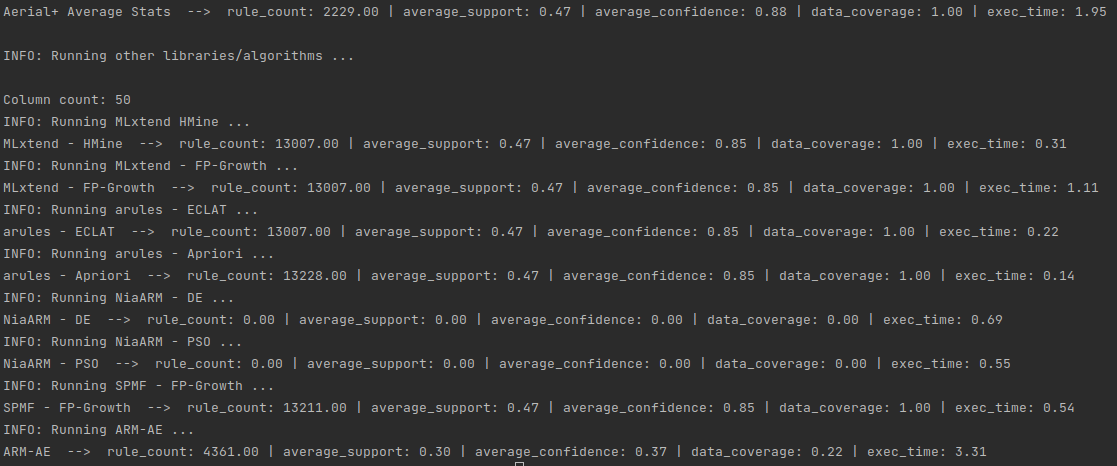 Aerial+ Average Stats  -->  rule_count: 2229.00 | average_support: 0.47 | average_confidence: 0.88 | data_coverage: 1.00 | exec_time: 1.95
INFO: Running other libraries/algorithms ...
Column count: 50
INFO: Running MLxtend HMine ...
MLxtend - HMine  -->  rule_count: 13007.00 | average_support: 0.47 | average_confidence: 0.85 | data_coverage: 1.00 | exec_time: 0.31
INFO: Running MLxtend - FP-Growth ...
MLxtend - FP-Growth  -->  rule_count: 13007.00 | average_support: 0.47 | average_confidence: 0.85 | data_coverage: 1.00 | exec_time: 1.11
INFO: Running arules - ECLAT ...
arules - ECLAT  -->  rule_count: 13007.00 | average_support: 0.47 | average_confidence: 0.85 | data_coverage: 1.00 | exec_time: 0.22
INFO: Running arules - Apriori ...
arules - Apriori  -->  rule_count: 13228.00 | average_support: 0.47 | average_confidence: 0.85 | data_coverage: 1.00 | exec_time: 0.14
INFO: Running NiaARM - DE ...
NiaARM - DE  -->  rule_count: 0.00 | average_support: 0.00 | average_confidence: 0.00 | data_coverage: 0.00 | exec_time: 0.69
INFO: Running NiaARM - PSO ...
NiaARM - PSO  -->  rule_count: 0.00 | average_support: 0.00 | average_confidence: 0.00 | data_coverage: 0.00 | exec_time: 0.55
INFO: Running SPMF - FP-Growth ...
SPMF - FP-Growth  -->  rule_count: 13211.00 | average_support: 0.47 | average_confidence: 0.85 | data_coverage: 1.00 | exec_time: 0.54
INFO: Running ARM-AE ...
ARM-AE  -->  rule_count: 4361.00 | average_support: 0.30 | average_confidence: 0.37 | data_coverage: 0.22 | exec_time: 3.31